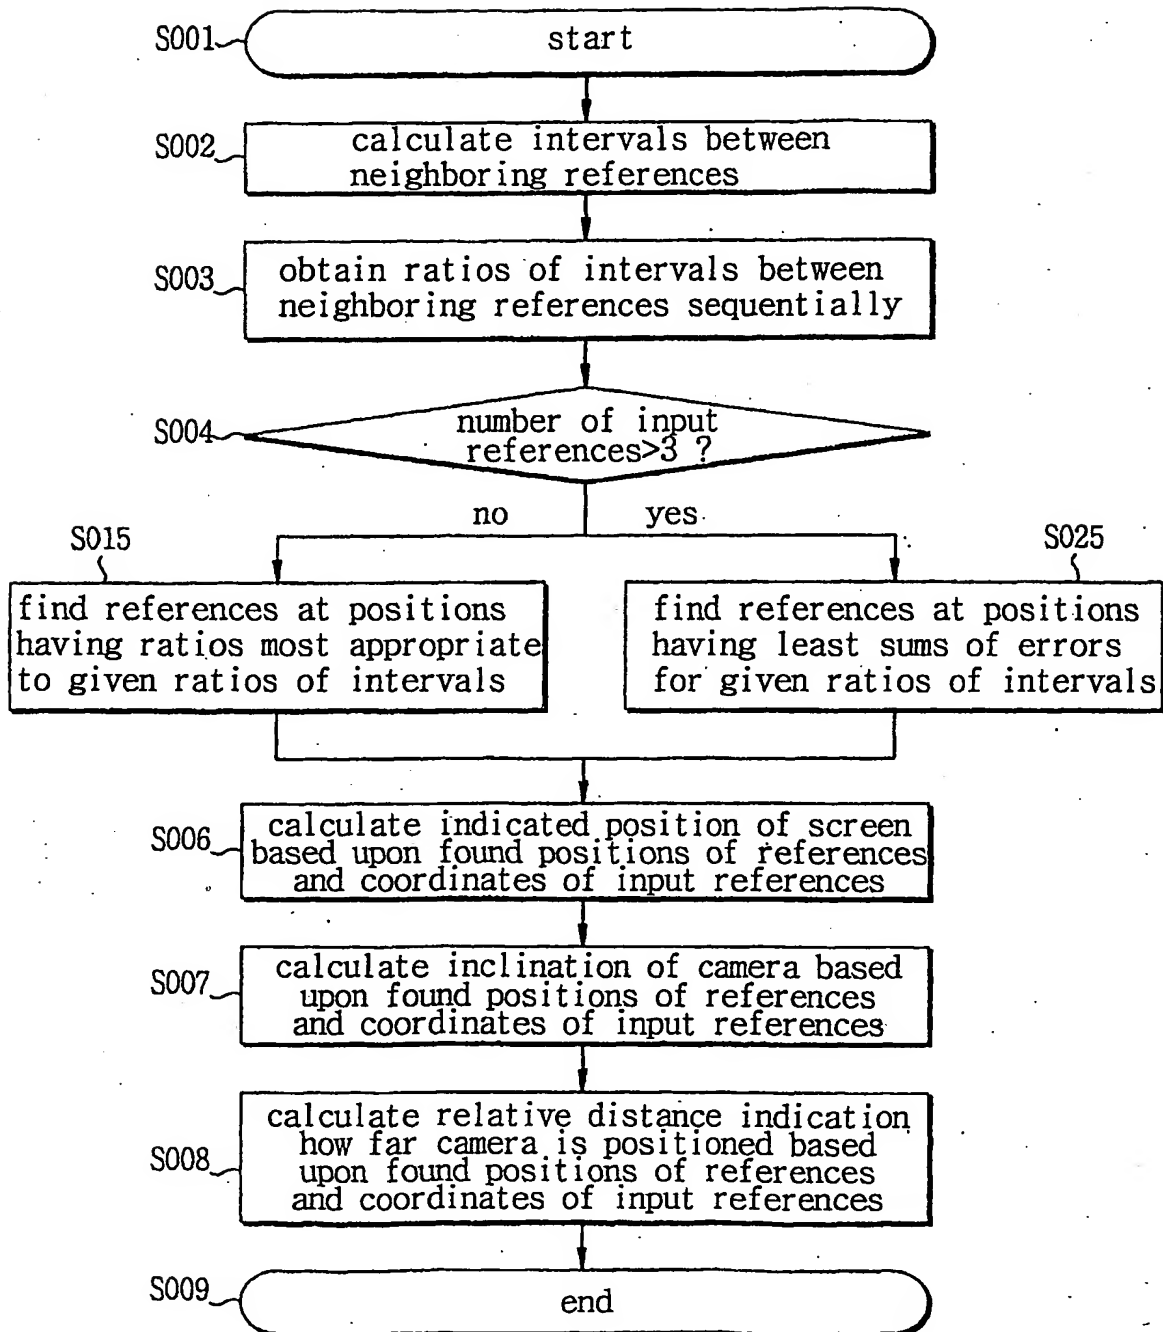 S001
start
S002
calculate intervals between
neighboring references
S003
obtain ratios of intervals between
neighboring references sequentially
S004
number of input
references>3 ?
no
yes
S015
S025
find references at positions
having ratios most appropriate
to given ratios of intervals
find references at positions
having least sums of errors
for given ratios of intervals
S006
calculate indicated position of screen
based upon found positions of references
and coordinates of input references
S007
calculate inclination of camera based
upon found positions of references
and coordinates of input references
S008
calculate relative distance indication
how far camera is positioned based
upon found positions of references
and coordinates of input references
S009
end